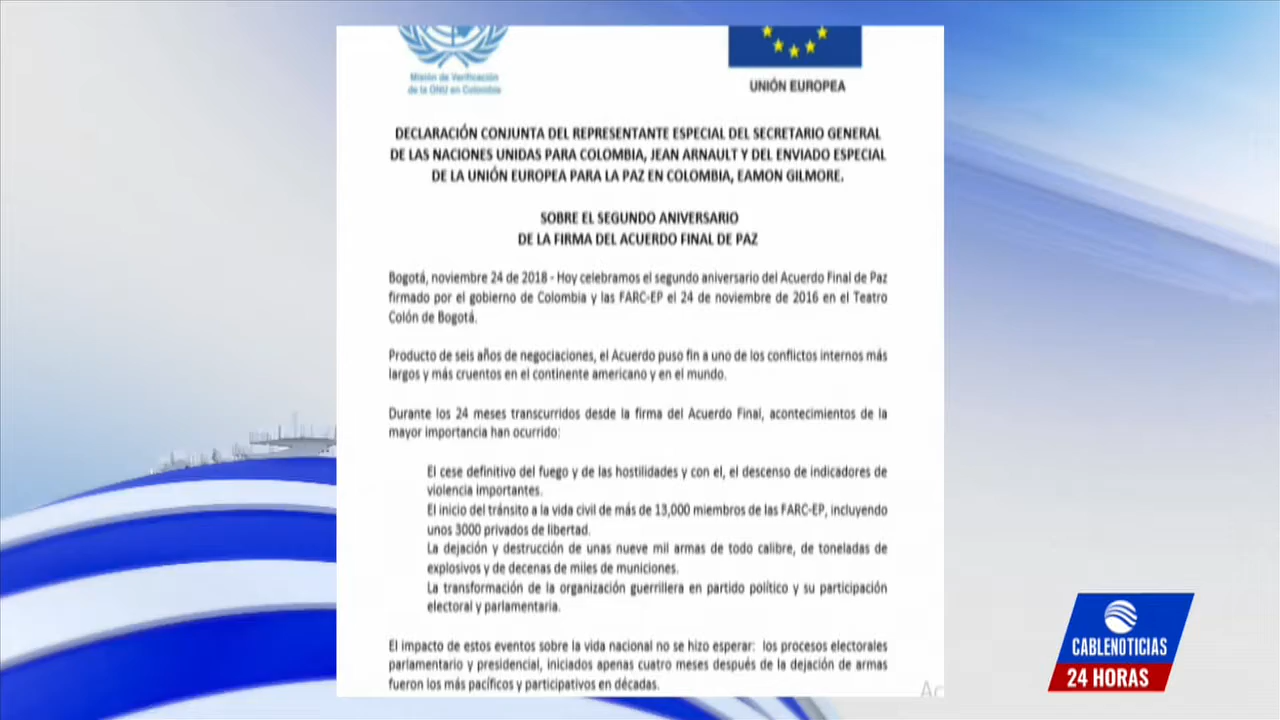 Misión de Verificación
de la ONU en Colombia
UNIÓN EUROPEA
DECLARACIÓN CONJUNTA DEL REPRESENTANTE ESPECIAL DEL SECRETARIO GENERAL
DE LAS NACIONES UNIDAS PARA COLOMBIA, JEAN ARNAULT Y DEL ENVIADO ESPECIAL
DE LA UNIÓN EUROPEA PARA LA PAZ EN COLOMBIA, EAMON GILMORE.
SOBRE EL SEGUNDO ANIVERSARIO
DE LA FIRMA DEL ACUERDO FINAL DE PAZ
Bogotá, noviembre 24 de 2018 - Hoy celebramos el segundo aniversario del Acuerdo Final de Paz
firmado por el gobierno de Colombia y las FARC-EP el 24 de noviembre de 2016 en el Teatro
Colón de Bogotá.
Producto de seis años de negociaciones, el Acuerdo puso fin a uno de los conflictos internos más
largos y más cruentos en el continente americano y en el mundo.
Durante los 24 meses transcurridos desde la firma del Acuerdo Final, acontecimientos de la
mayor importancia han ocurrido:
El cese definitivo del fuego y de las hostilidades y con el, el descenso de indicadores de
violencia importantes.
El inicio del tránsito a la vida civil de más de 13,000 miembros de las FARC-EP, incluyendo
unos 3000 privados de libertad.
La dejación y destrucción de unas nueve mil armas de todo calibre, de toneladas de
explosivos y de decenas de miles de municiones.
La transformación de la organización guerrillera en partido político y su participación
electoral y parlamentaria.
El impacto de estos eventos sobre la vida nacional no se hizo esperar: los procesos electorales
parlamentario y presidencial, iniciados apenas cuatro meses después de la dejación de armas
fueron los más pacíficos y participativos en décadas.
Ac
CABLENOTICIAS
24 HORAS